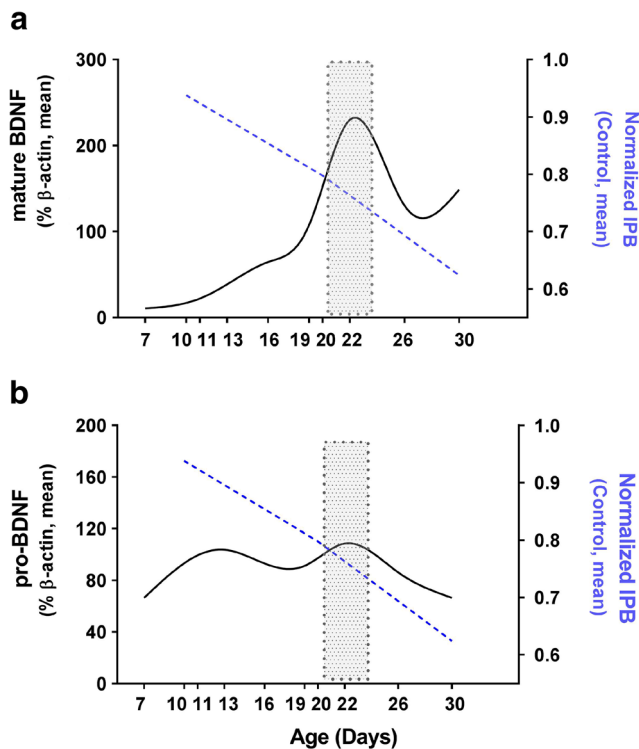 a
300
200
100
0
mature BDNF
(% β-actin, mean)
1.0
0.9
0.8
0.7
0.6
Normalized IPB
(Control, mean)
7 10 11 13 16 19 20 22 26 30
b
200
160
120
80
40
0
pro-BDNF
(% β-actin, mean)
1.0
0.9
0.8
0.7
0.6
Normalized IPB
(Control, mean)
7 10 11 13 16 19 20 22 26 30
Age (Days)